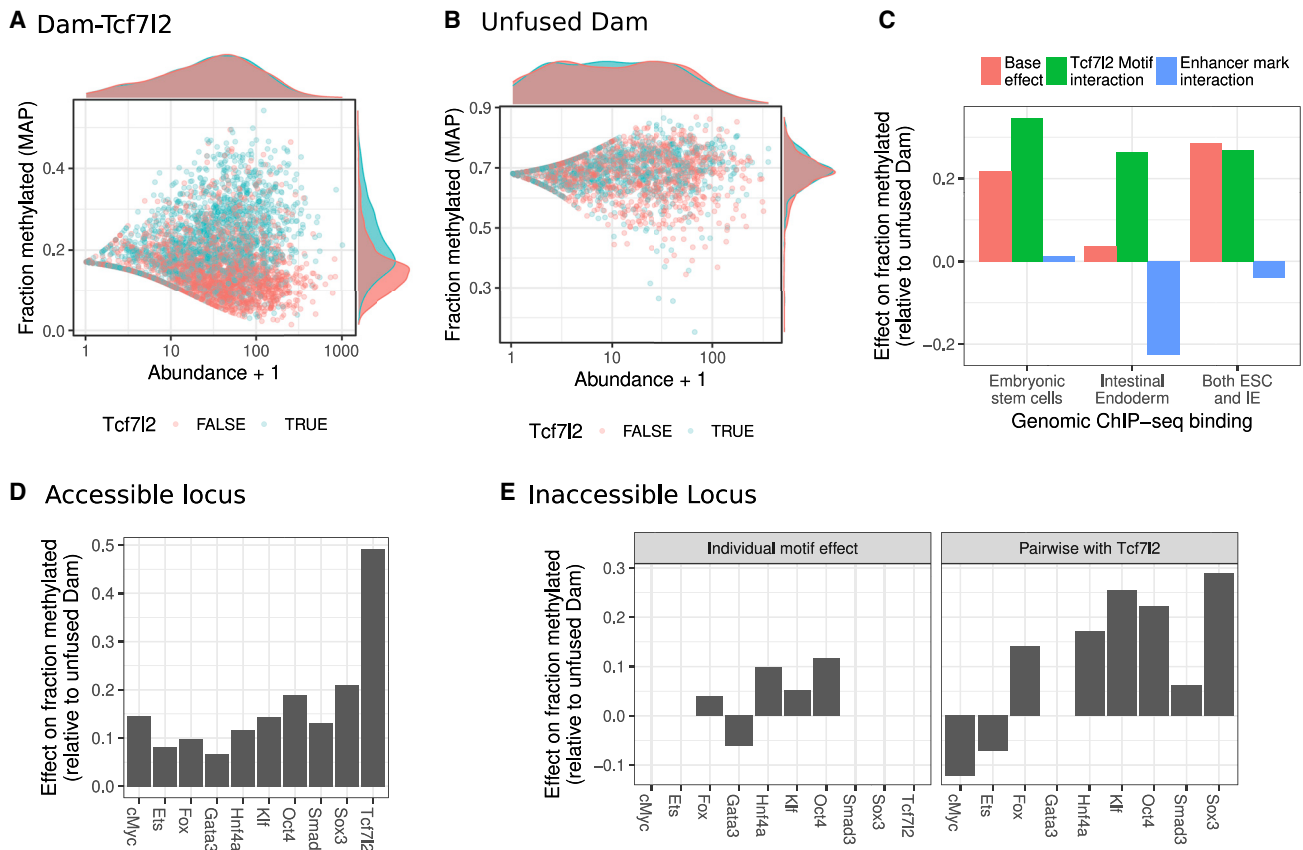 A Dam-Tcf7l2
Fraction methylated (MAP)
0.4
0.2
0.0
1
10
100
1000
Abundance + 1
Tcf7l2
FALSE
TRUE
B Unfused Dam
Fraction methylated (MAP)
0.9
0.7
0.5
0.3
1
10
100
Abundance + 1
Tcf7l2
FALSE
TRUE
C
Base effect
Tcf7l2 Motif interaction
Enhancer mark interaction
Effect on fraction methylated
(relative to unfused Dam)
0.2
0.0
−0.2
Embryonic
stem cells
Intestinal
Endoderm
Both ESC
and IE
Genomic ChIP−seq binding
D Accessible locus
Effect on fraction methylated
(relative to unfused Dam)
0.5
0.4
0.3
0.2
0.1
0.0
cMyc
Ets
Fox
Gata3
Hnf4a
Klf
Oct4
Smad3
Sox3
Tcf7l2
E Inaccessible Locus
Effect on fraction methylated
(relative to unfused Dam)
Individual motif effect
Pairwise with Tcf7l2
0.3
0.2
0.1
0.0
−0.1
cMyc
Ets
Fox
Gata3
Hnf4a
Klf
Oct4
Smad3
Sox3
Tcf7l2
cMyc
Ets
Fox
Gata3
Hnf4a
Klf
Oct4
Smad3
Sox3